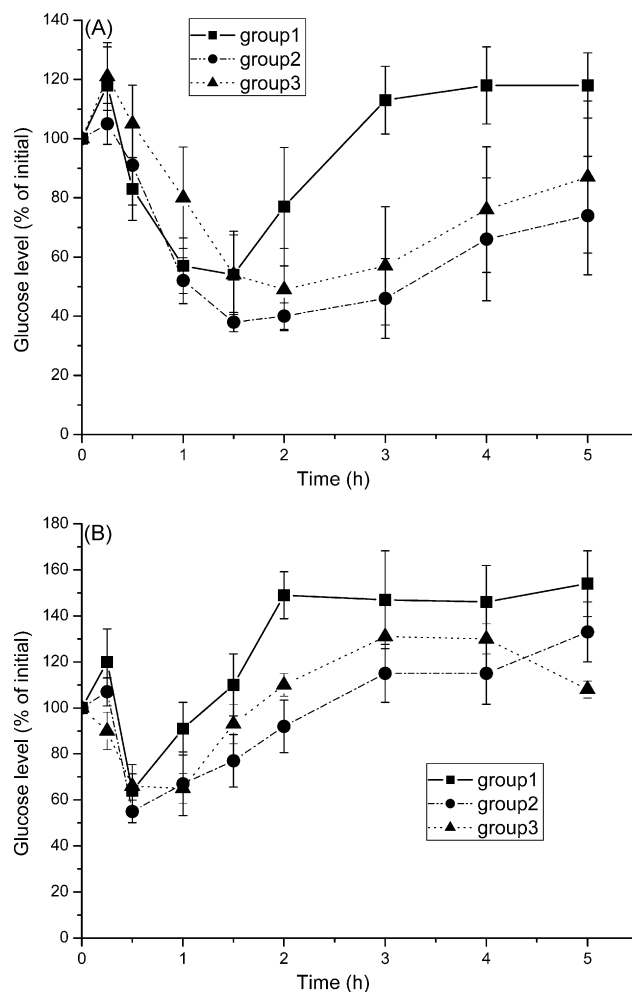 (A)
group1
group2
group3
Glucose level (% of initial)
140
120
100
80
60
40
20
0
0 1 2 3 4 5
Time (h)
(B)
Glucose level (% of initial)
180
160
140
120
100
80
60
40
20
0
group1
group2
group3
0 1 2 3 4 5
Time (h)